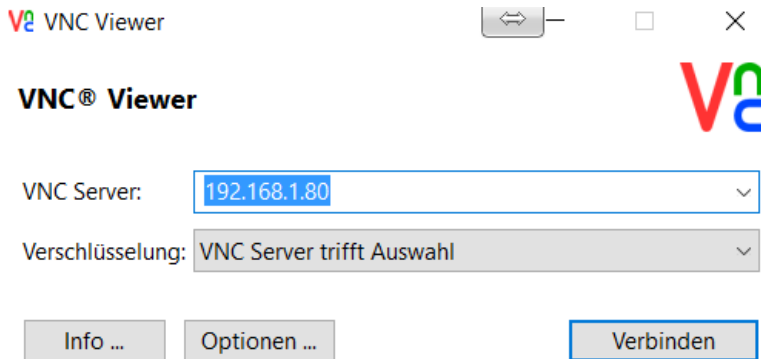 VNC Viewer
VNC® Viewer
VNC Server: 192.168.1.80
Verschlüsselung: VNC Server trifft Auswahl
Info ... Optionen ... Verbinden